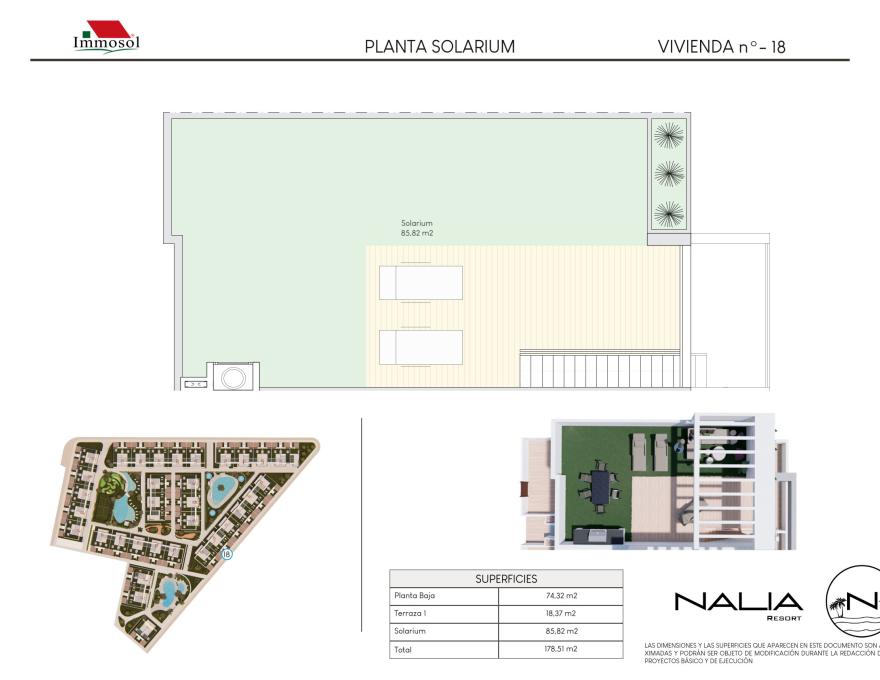 Immosol
PLANTA SOLARIUM
VIVIENDA nº- 18
Solarium
85,82 m2
18
SUPERFICIES
Planta Baja 74,32 m2
Terraza 1 18,37 m2
Solarium 85,82 m2
Total 178,51 m2
NALIA
RESORT
N
LAS DIMENSIONES Y LAS SUPERFICIES QUE APARECEN EN ESTE DOCUMENTO SON
XIMADAS Y PODRÁN SER OBJETO DE MODIFICACIÓN DURANTE LA REDACCIÓN
PROYECTOS BÁSICO Y DE EJECUCIÓN